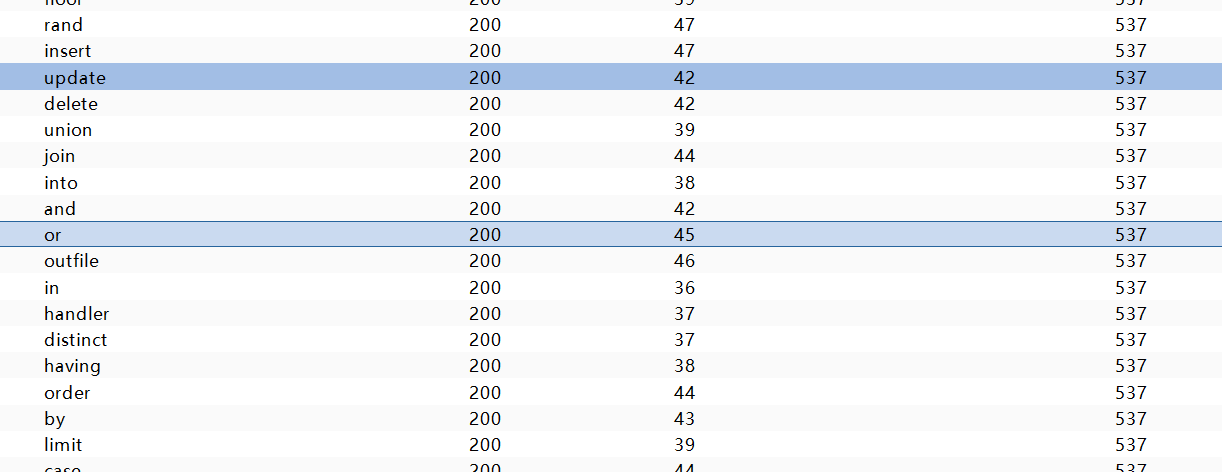 floor 200 39 537
rand 200 47 537
insert 200 47 537
update 200 42 537
delete 200 42 537
union 200 39 537
join 200 44 537
into 200 38 537
and 200 42 537
or 200 45 537
outfile 200 46 537
in 200 36 537
handler 200 37 537
distinct 200 37 537
having 200 38 537
order 200 44 537
by 200 43 537
limit 200 39 537
case 200 44 537